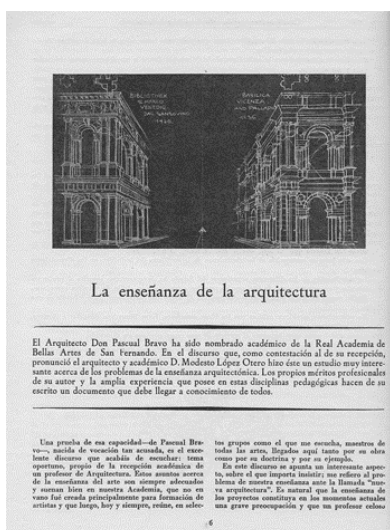 BIBLIOTHECA
VENECIA
BASILICA
VICENZA
La enseñanza de la arquitectura
El Arquitecto Don Pascual Bravo ha sido nombrado académico de la Real Academia de
Bellas Artes de San Fernando. En el discurso que, como contestación al de su recepción,
pronunció el arquitecto y académico D. Modesto López Otero hizo éste un estudio muy intere-
sante acerca de los problemas de la enseñanza arquitectónica. Los propios méritos profesionales
de su autor y la amplia experiencia que posee en estas disciplinas pedagógicas hacen de su
escrito un documento que debe llegar a conocimiento de todos.
Una prueba de esa capacidad—de Pascual Bra-
vo—, nacida de vocación tan acusada, es el exce-
lente discurso que acabáis de escuchar: tema
oportuno, propio de la recepción académica de
un profesor de Arquitectura. Estos asuntos acerca
de la enseñanza del arte son siempre adecuados
y suenan bien en nuestra Academia, que no en
vano fué creada principalmente para formación de
artistas y que luego, hoy y siempre, reúne, en selec-
tos grupos como el que me escucha, maestros de
todas las artes, llegados aquí tanto por su obra
como por su doctrina y por su ejemplo.
En este discurso se apunta un interesante aspec-
to, sobre el que importa insistir; me refiero al pro-
blema de nuestra enseñanza ante la llamada "nue-
va arquitectura". Es natural que la enseñanza de
los proyectos constituya en los momentos actuales
una grave preocupación y que un profesor celoso
6